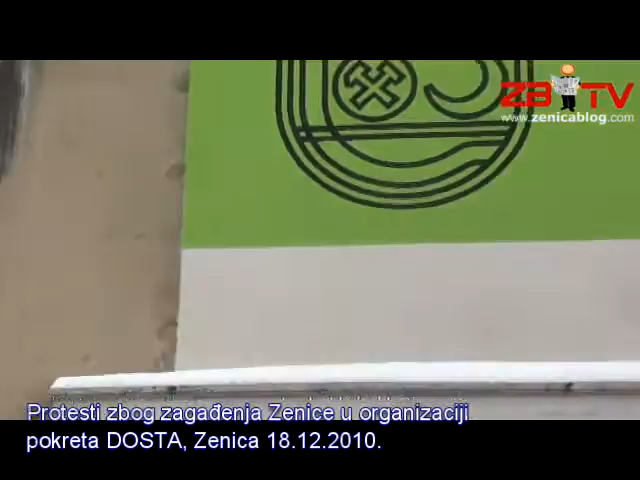 ZB TV
www.zenicablog.com
Protesti zbog zagađenja Zenice u organizaciji
pokreta DOSTA, Zenica 18.12.2010.